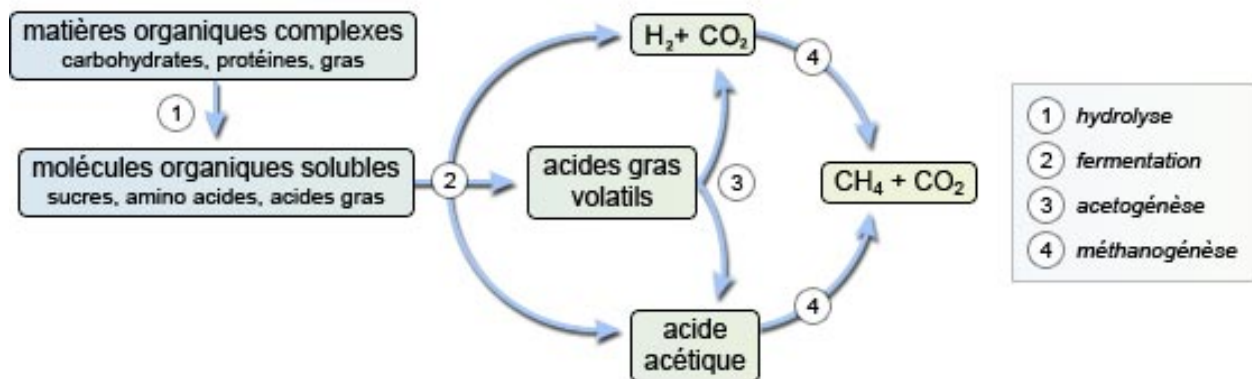 matières organiques complexes
carbohydrates, protéines, gras
1
molécules organiques solubles
sucres, amino acides, acides gras
2
H₂+ CO₂
acides gras
volatils
3
acide
acétique
4
4
CH₄ + CO₂
1 hydrolyse
2 fermentation
3 acetogénèse
4 méthanogénèse